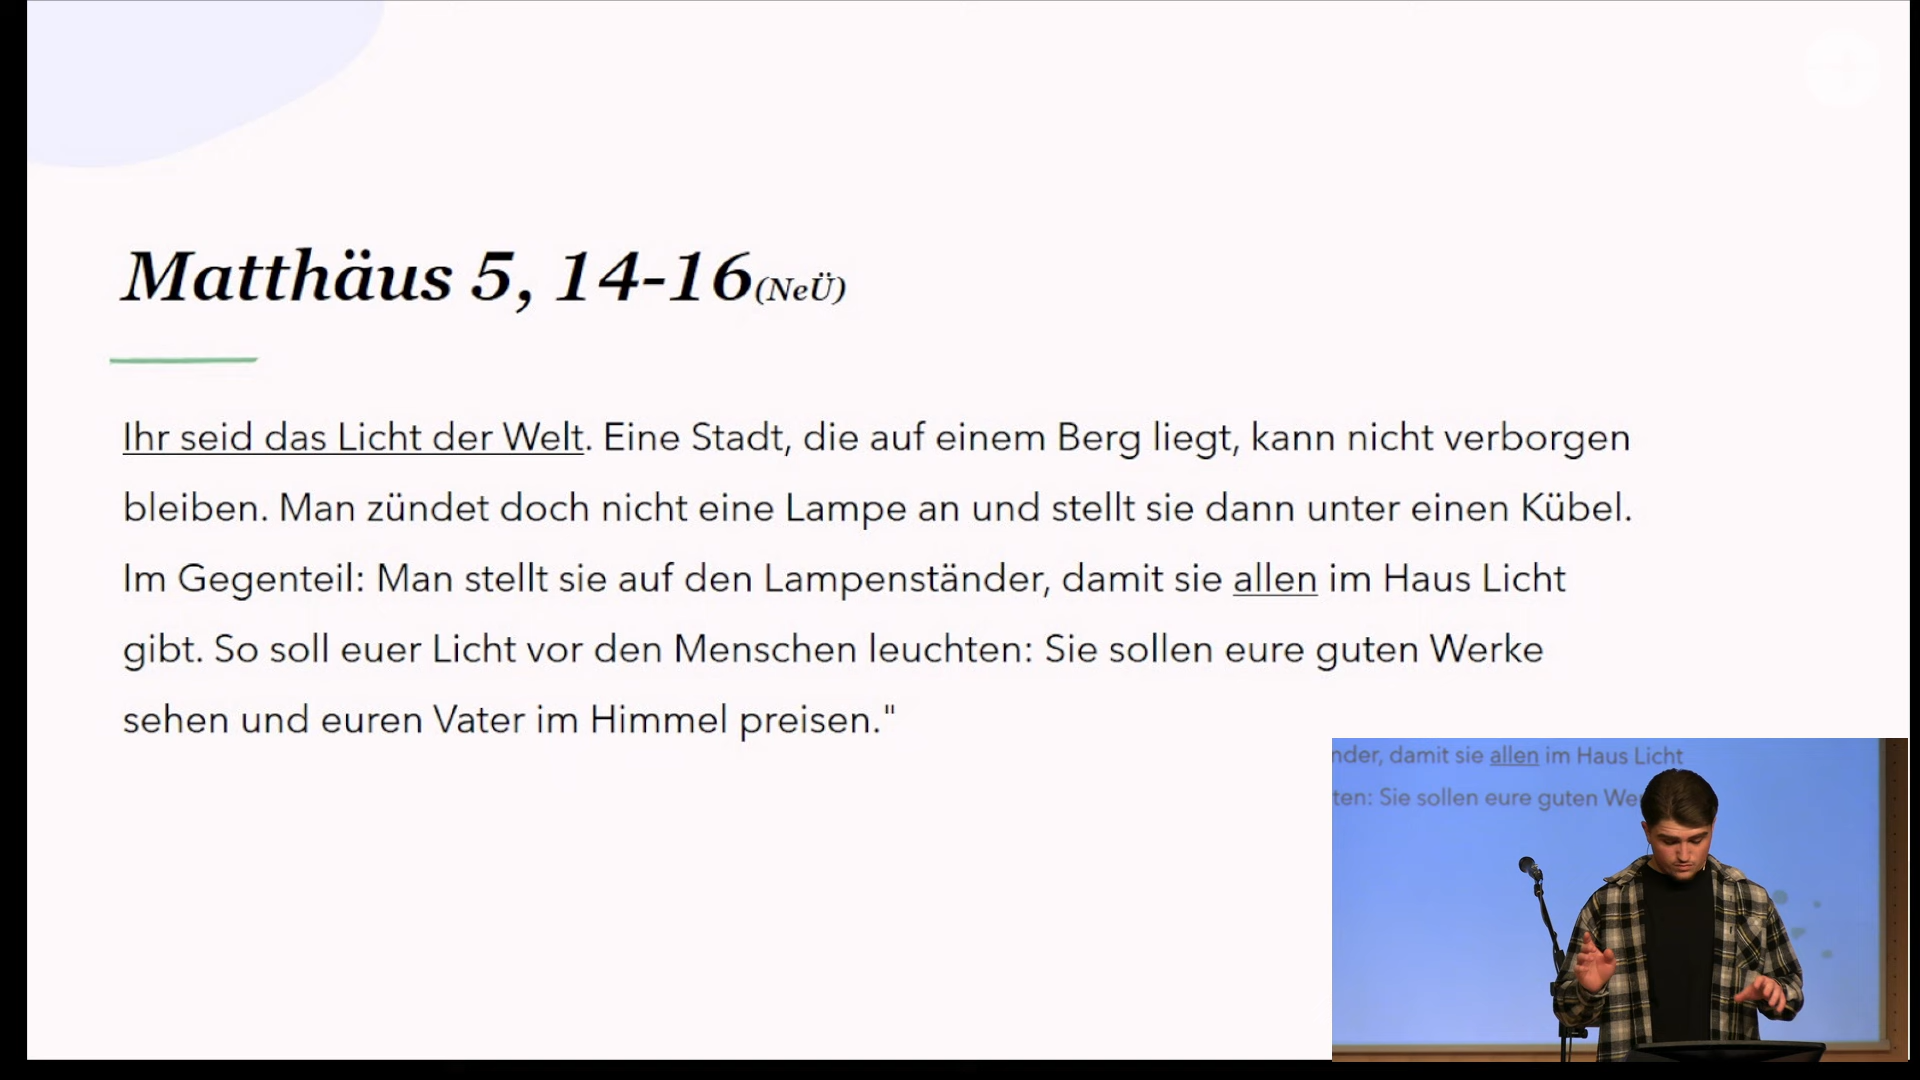 Matthäus 5, 14-16(NeÜ)
Ihr seid das Licht der Welt. Eine Stadt, die auf einem Berg liegt, kann nicht verborgen
bleiben. Man zündet doch nicht eine Lampe an und stellt sie dann unter einen Kübel.
Im Gegenteil: Man stellt sie auf den Lampenständer, damit sie allen im Haus Licht
gibt. So soll euer Licht vor den Menschen leuchten: Sie sollen eure guten Werke
sehen und euren Vater im Himmel preisen."
nder, damit sie allen im Haus Licht
ten: Sie sollen eure guten We